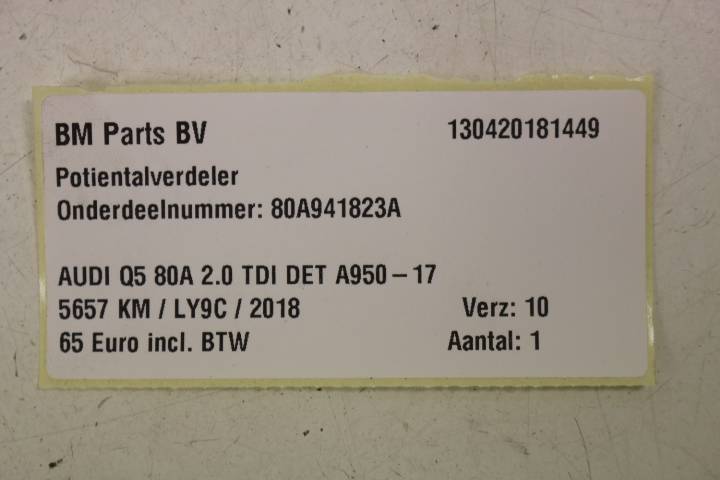 BM Parts BV 130420181449
Potientalverdeler
Onderdeelnummer: 80A941823A
AUDI Q5 80A 2.0 TDI DET A950-17
5657 KM / LY9C / 2018 Verz: 10
65 Euro incl. BTW Aantal: 1